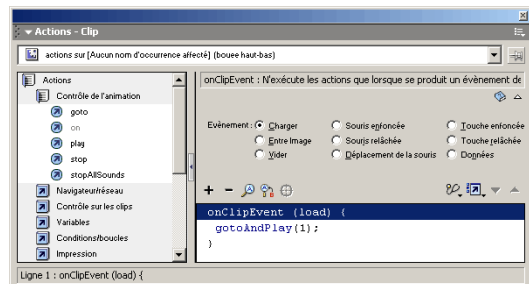 Actions - Clip
actions sur [Aucun nom d'occurrence affecté] (bouee haut-bas)
Actions
Contrôle de l'animation
goto
on
play
stop
stopAllSounds
Navigateur/réseau
Contrôle sur les clips
Variables
Conditions/boucles
Impression
onClipEvent : N'exécute les actions que lorsque se produit un évènement de
Evènement :
Charger
Souris enfoncée
Touche enfoncée
Entre Image
Souris relâchée
Touche relâchée
Vider
Déplacement de la souris
Données
onClipEvent (load) {
gotoAndPlay(1);
}
Ligne 1 : onClipEvent (load) {